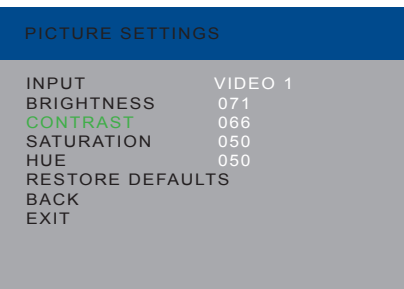 PICTURE SETTINGS
INPUT VIDEO 1
BRIGHTNESS 071
CONTRAST 066
SATURATION 050
HUE 050
RESTORE DEFAULTS
BACK
EXIT